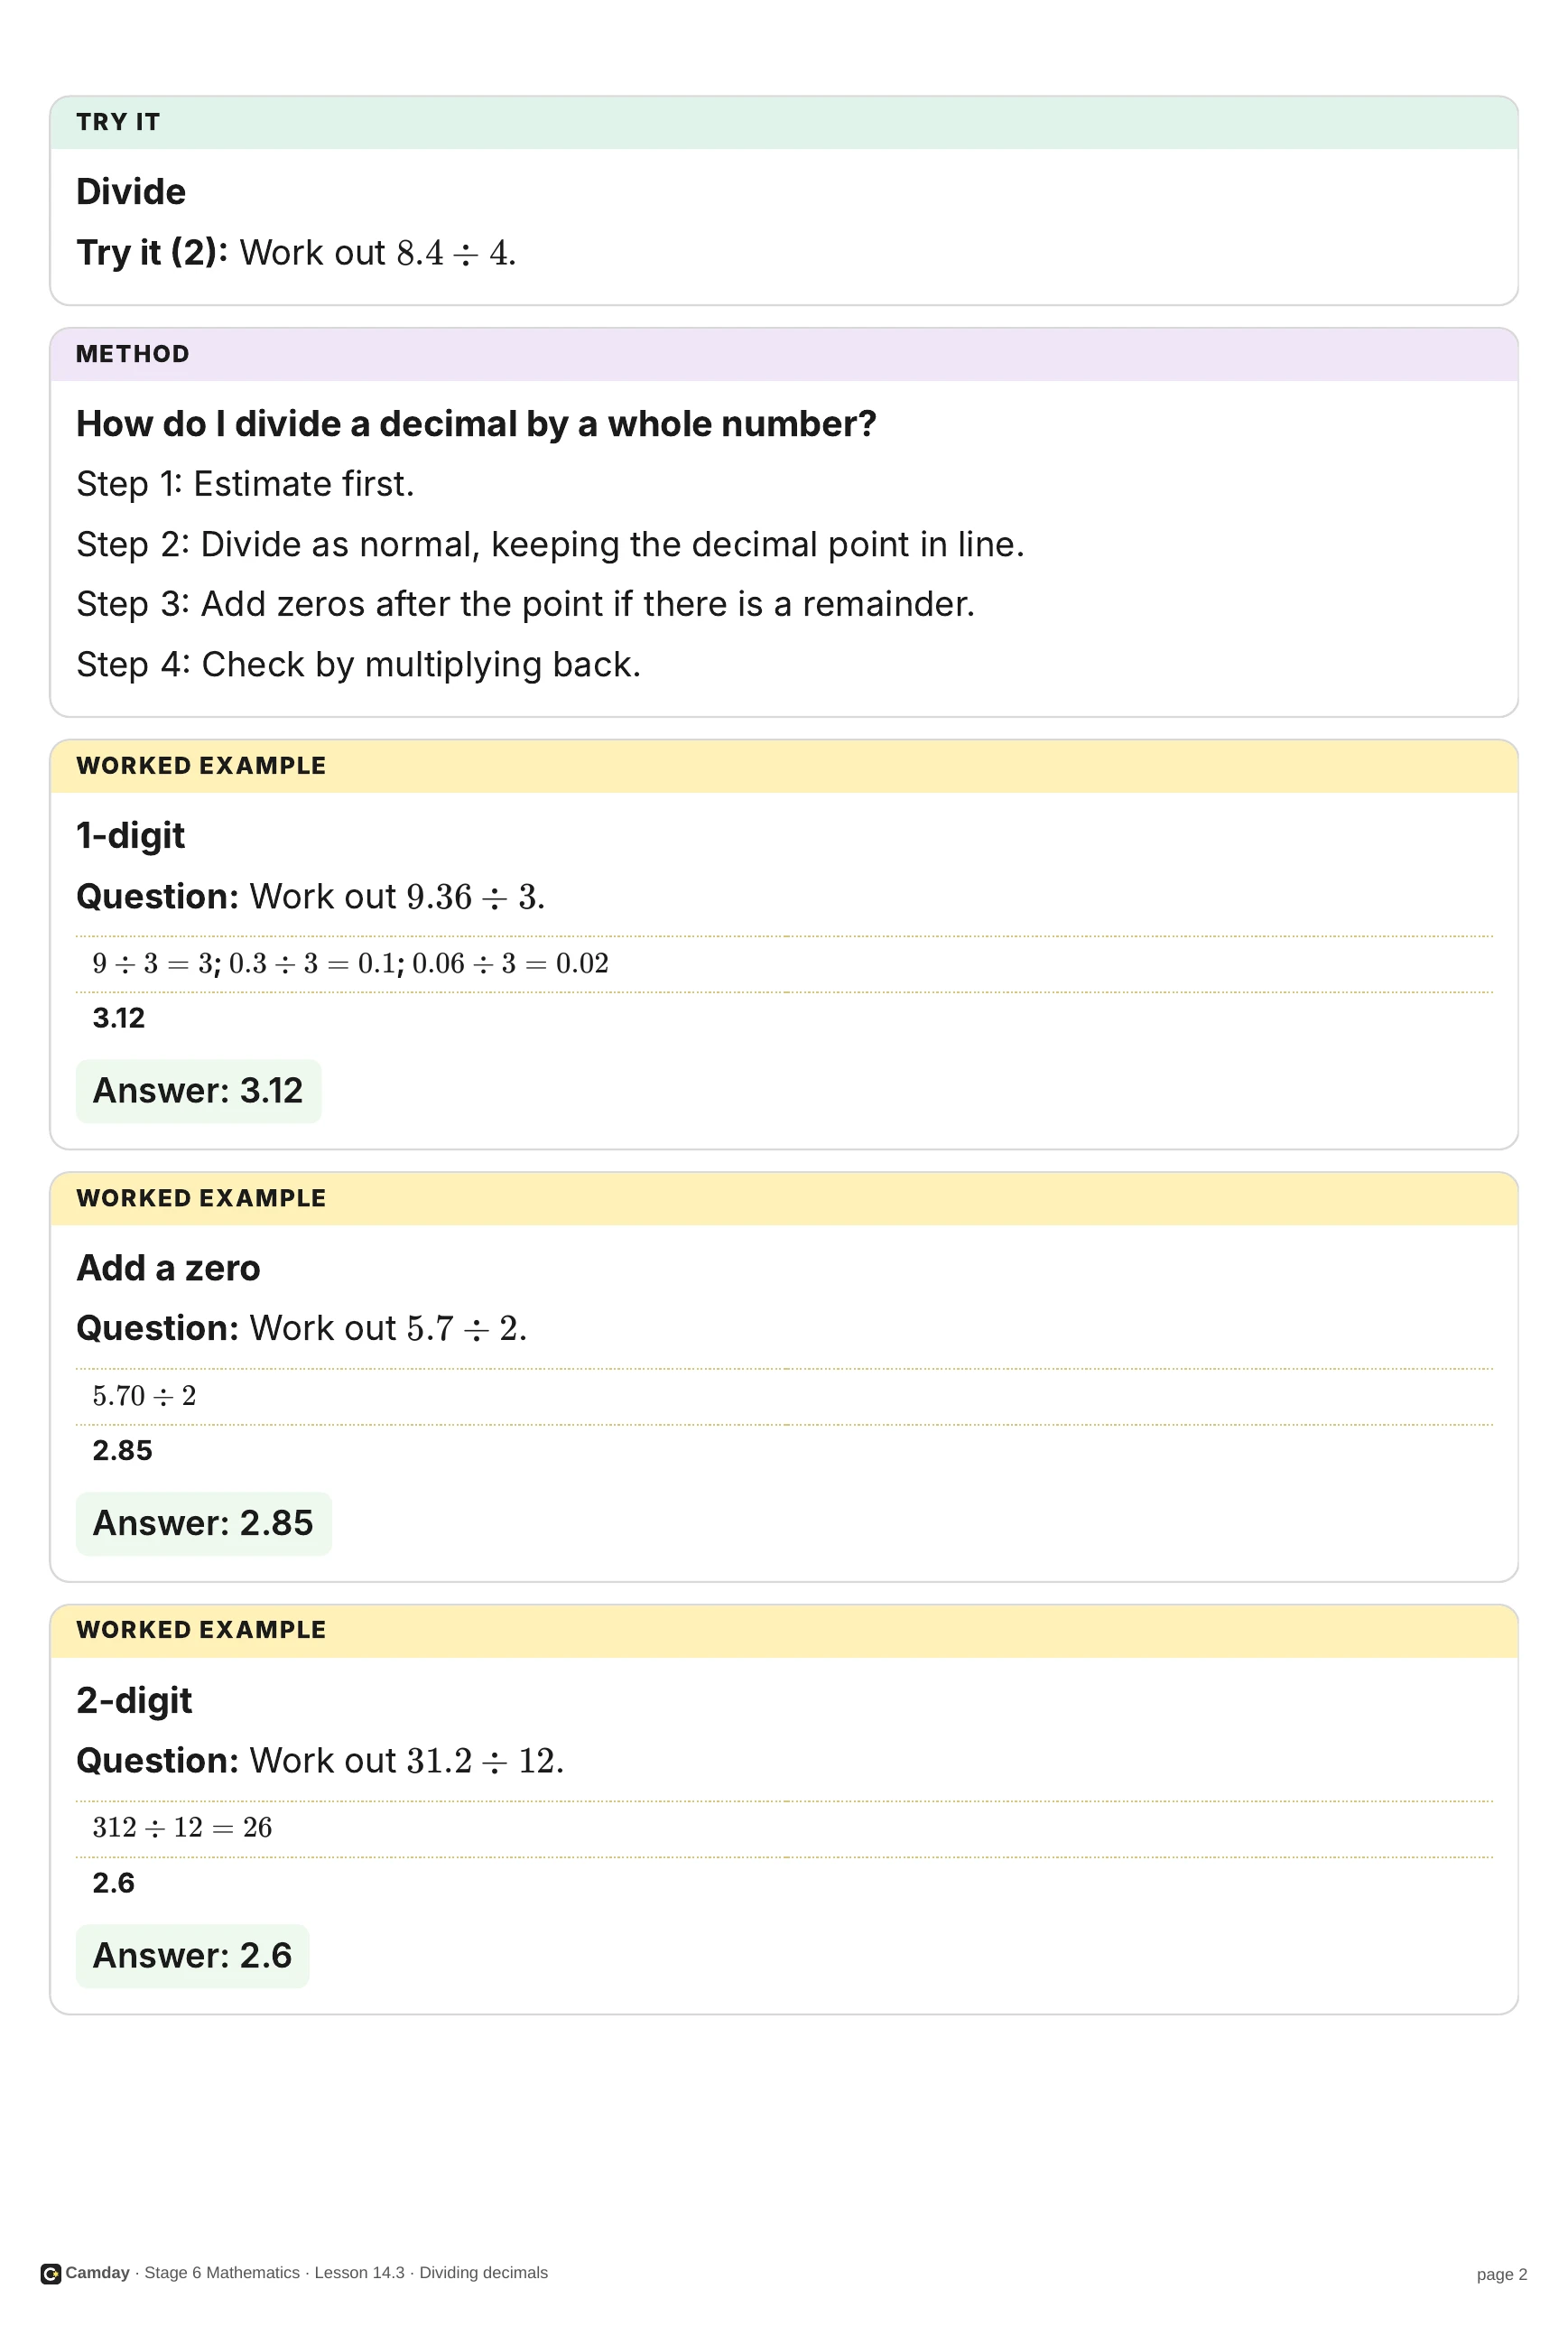 TRY IT
Divide
Try it (2): Work out 8.4 ÷ 4.
METHOD
How do I divide a decimal by a whole number?
Step 1: Estimate first.
Step 2: Divide as normal, keeping the decimal point in line.
Step 3: Add zeros after the point if there is a remainder.
Step 4: Check by multiplying back.
WORKED EXAMPLE
1-digit
Question: Work out 9.36 ÷ 3.
9 ÷ 3 = 3; 0.3 ÷ 3 = 0.1; 0.06 ÷ 3 = 0.02
3.12
Answer: 3.12
WORKED EXAMPLE
Add a zero
Question: Work out 5.7 ÷ 2.
5.70 ÷ 2
2.85
Answer: 2.85
WORKED EXAMPLE
2-digit
Question: Work out 31.2 ÷ 12.
312 ÷ 12 = 26
2.6
Answer: 2.6
Camday · Stage 6 Mathematics · Lesson 14.3 · Dividing decimals
page 2